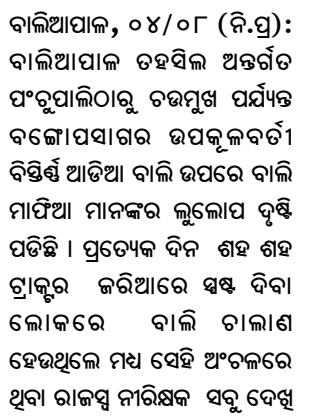 ବାଲିଆପାଳ, ୦୪/୦୮ (ନି.ପ୍ର):
ବାଲିଆପାଳ ତହସିଲ ଅନ୍ତର୍ଗତ
ପଂଚୁପାଲିଠାରୁ ଚଉମୁଖ ପର୍ଯ୍ୟନ୍ତ
ବଙ୍ଗୋପସାଗର ଉପକୂଳବର୍ତୀ
ବିସ୍ତିର୍ଣ୍ଣ ଆଡିଆ ବାଲି ଉପରେ ବାଲି
ମାଫିଆ ମାନଙ୍କର ଲୁଲୋପ ଦୃଷ୍ଟି
ପଡିଛି । ପ୍ରତ୍ୟେକ ଦିନ ଶହ ଶହ
ଟ୍ରାକ୍ଟର ଜରିଆରେ ସ୍ପଷ୍ଟ ଦିବା
ଲୋକରେ ବାଲି ଚାଲାଣ
ହେଉଥିଲେ ମଧ୍ୟ ସେହି ଅଂଚଳରେ
ଥିବା ରାଜସ୍ୱ ନୀରିକ୍ଷକ ସବୁ ଦେଖି